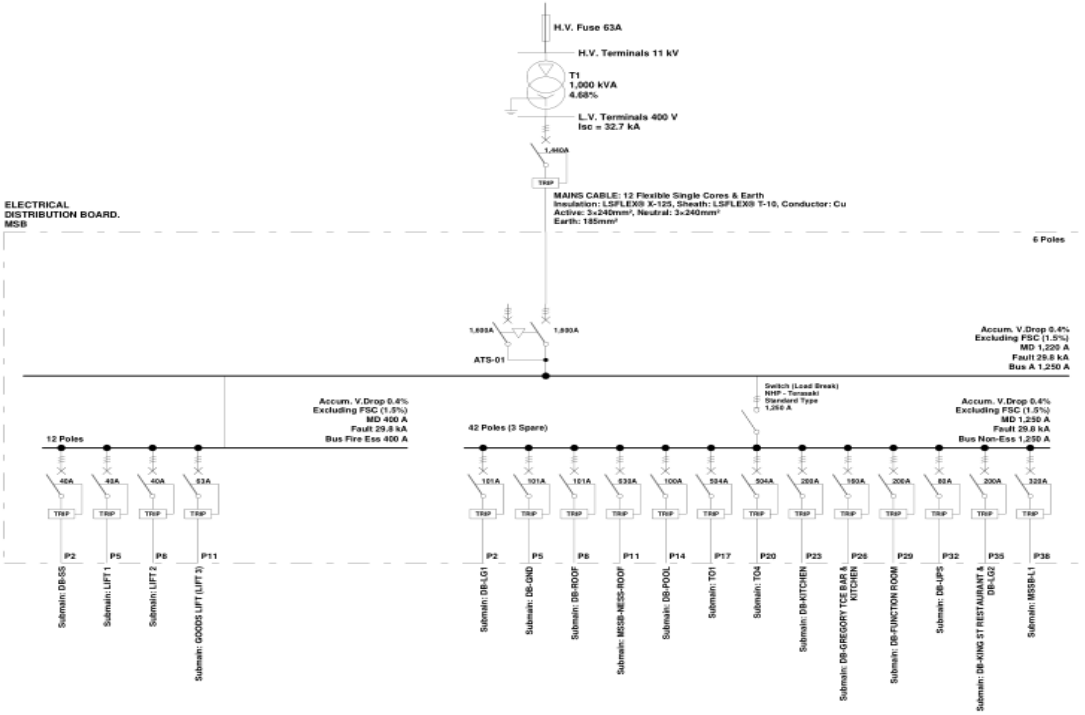 H.V. Fuse 63A
H.V. Terminals 11 kV
T1
1,000 kVA
4.68%
L.V. Terminals 400 V
Isc = 32.7 kA
1,440A
TRIP
MAINS CABLE: 12 Flexible Single Cores & Earth
Insulation: LSFLEX® X-125, Sheath: LSFLEX® T-10, Conductor: Cu
Active: 3×240mm², Neutral: 3×240mm²
Earth: 185mm²
ELECTRICAL
DISTRIBUTION BOARD.
MSB
6 Poles
1,600A
1,600A
ATS-01
Accum. V.Drop 0.4%
Excluding FSC (1.5%)
MD 1,220 A
Fault 29.8 kA
Bus A 1,250 A
Switch (Load Break)
NHP - Terasaki
Standard Type
1,250 A
Accum. V.Drop 0.4%
Excluding FSC (1.5%)
MD 400 A
Fault 29.8 kA
Bus Fire Ess 400 A
12 Poles
42 Poles (3 Spare)
Accum. V.Drop 0.4%
Excluding FSC (1.5%)
MD 1,250 A
Fault 29.8 kA
Bus Non-Ess 1,250 A
40A 40A 40A 63A
TRIP TRIP TRIP TRIP
P2 P5 P8 P11
Submain: DB-SS
Submain: LIFT 1
Submain: LIFT 2
Submain: GOODS LIFT (LIFT 3)
101A 101A 101A 630A 100A 504A 504A 200A 160A 200A 80A 200A 320A
TRIP TRIP TRIP TRIP TRIP TRIP TRIP TRIP TRIP TRIP TRIP TRIP TRIP
P2 P5 P8 P11 P14 P17 P20 P23 P26 P29 P32 P35 P38
Submain: DB-LG1
Submain: DB-GND
Submain: DB-ROOF
Submain: MSSB-NESS-ROOF
Submain: DB-POOL
Submain: TO1
Submain: TO4
Submain: DB-KITCHEN
Submain: DB-GREGORY TCE BAR &
KITCHEN
Submain: DB-FUNCTION ROOM
Submain: DB-UPS
Submain: DB-KING ST RESTAURANT &
DB-LG2
Submain: MSSB-L1